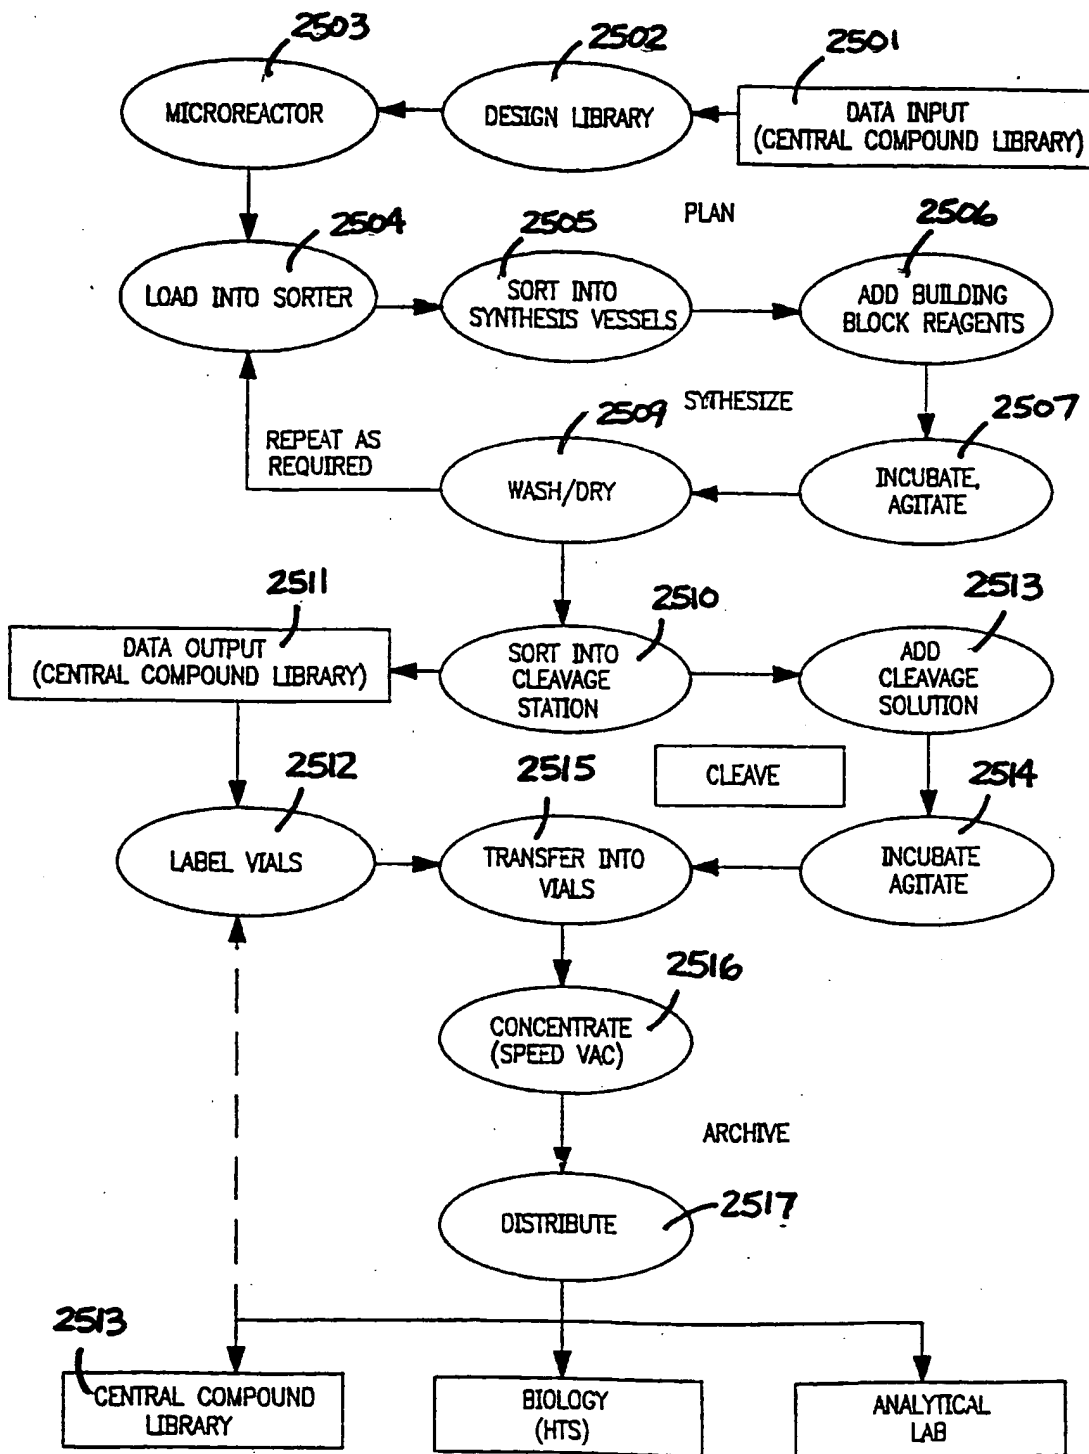 2503
2502
2501
MICROREACTOR
DESIGN LIBRARY
DATA INPUT
(CENTRAL COMPOUND LIBRARY)
PLAN
2504
2505
2506
LOAD INTO SORTER
SORT INTO
SYNTHESIS VESSELS
ADD BUILDING
BLOCK REAGENTS
SYTHESIZE
2509
2507
REPEAT AS
REQUIRED
WASH/DRY
INCUBATE,
AGITATE
2511
2510
2513
DATA OUTPUT
(CENTRAL COMPOUND LIBRARY)
SORT INTO
CLEAVAGE
STATION
ADD
CLEAVAGE
SOLUTION
2512
2515
CLEAVE
2514
LABEL VIALS
TRANSFER INTO
VIALS
INCUBATE
AGITATE
2516
CONCENTRATE
(SPEED VAC)
ARCHIVE
2517
DISTRIBUTE
2513
CENTRAL COMPOUND
LIBRARY
BIOLOGY
(HTS)
ANALYTICAL
LAB